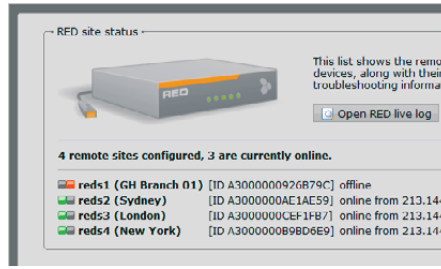 RED site status
This list shows the remo
devices, along with their
troubleshooting informa
RED
Open RED live log
4 remote sites configured, 3 are currently online.
reds1 (GH Branch 01) [ID A3000000926B79C] offline
reds2 (Sydney) [ID A3000000AE1AE59] online from 213.144
reds3 (London) [ID A3000000CEF1FB7] online from 213.144
reds4 (New York) [ID A3000000B9BD6E9] online from 213.144